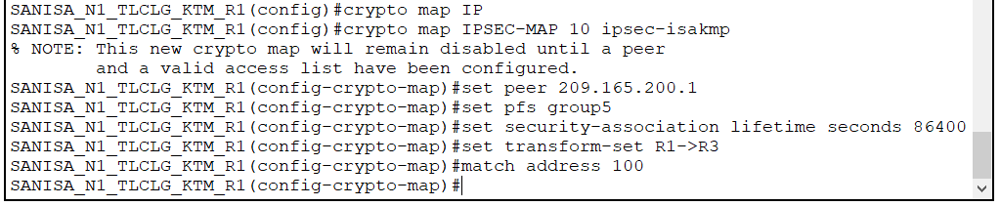 SANISA_N1_TLCLG_KTM_R1(config)#crypto map IP
SANISA_N1_TLCLG_KTM_R1(config)#crypto map IPSEC-MAP 10 ipsec-isakmp
% NOTE: This new crypto map will remain disabled until a peer
        and a valid access list have been configured.
SANISA_N1_TLCLG_KTM_R1(config-crypto-map)#set peer 209.165.200.1
SANISA_N1_TLCLG_KTM_R1(config-crypto-map)#set pfs group5
SANISA_N1_TLCLG_KTM_R1(config-crypto-map)#set security-association lifetime seconds 86400
SANISA_N1_TLCLG_KTM_R1(config-crypto-map)#set transform-set R1->R3
SANISA_N1_TLCLG_KTM_R1(config-crypto-map)#match address 100
SANISA_N1_TLCLG_KTM_R1(config-crypto-map)#